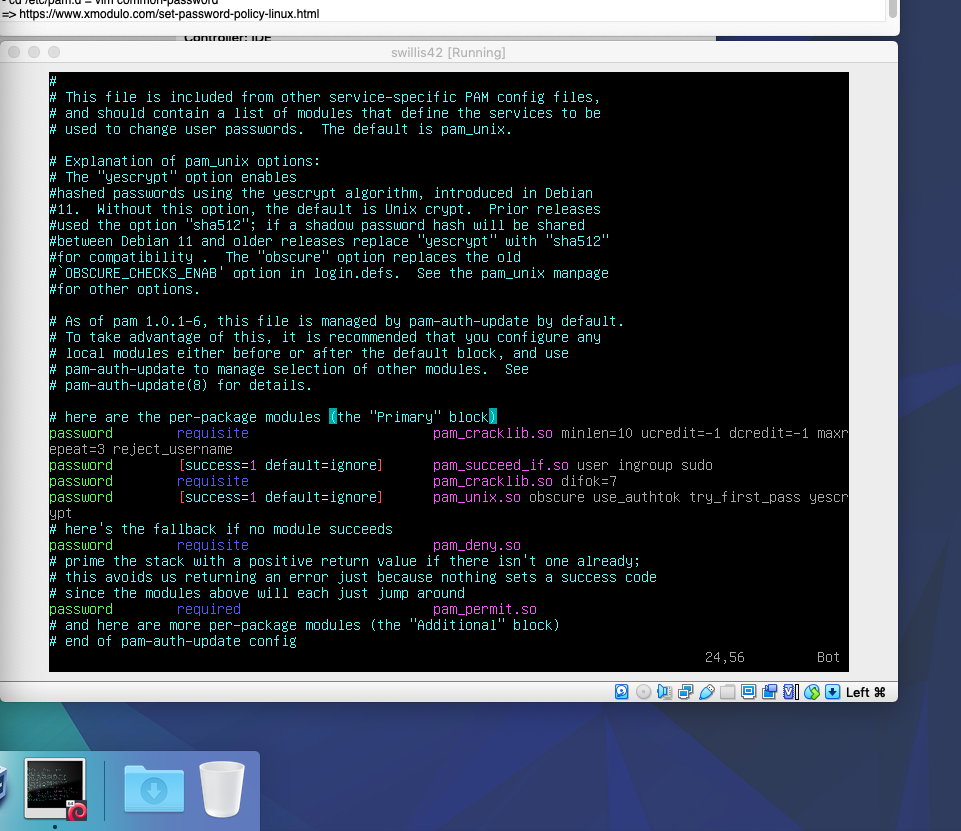 - cd /etc/pam.d = vim common-password
=> https://www.xmodulo.com/set-password-policy-linux.html
Controller: IDE
swillis42 [Running]
#
# This file is included from other service-specific PAM config files,
# and should contain a list of modules that define the services to be
# used to change user passwords.  The default is pam_unix.
# Explanation of pam_unix options:
# The "yescrypt" option enables
#hashed passwords using the yescrypt algorithm, introduced in Debian
#11.  Without this option, the default is Unix crypt.  Prior releases
#used the option "sha512"; if a shadow password hash will be shared
#between Debian 11 and older releases replace "yescrypt" with "sha512"
#for compatibility .  The "obscure" option replaces the old
#`OBSCURE_CHECKS_ENAB' option in login.defs.  See the pam_unix manpage
#for other options.
# As of pam 1.0.1-6, this file is managed by pam-auth-update by default.
# To take advantage of this, it is recommended that you configure any
# local modules either before or after the default block, and use
# pam-auth-update to manage selection of other modules.  See
# pam-auth-update(8) for details.
# here are the per-package modules (the "Primary" block)
password        requisite                       pam_cracklib.so minlen=10 ucredit=-1 dcredit=-1 maxr
epeat=3 reject_username
password        [success=1 default=ignore]      pam_succeed_if.so user ingroup sudo
password        requisite                       pam_cracklib.so difok=7
password        [success=1 default=ignore]      pam_unix.so obscure use_authtok try_first_pass yescr
ypt
# here's the fallback if no module succeeds
password        requisite                       pam_deny.so
# prime the stack with a positive return value if there isn't one already;
# this avoids us returning an error just because nothing sets a success code
# since the modules above will each just jump around
password        required                        pam_permit.so
# and here are more per-package modules (the "Additional" block)
# end of pam-auth-update config
24,56         Bot
Left ⌘